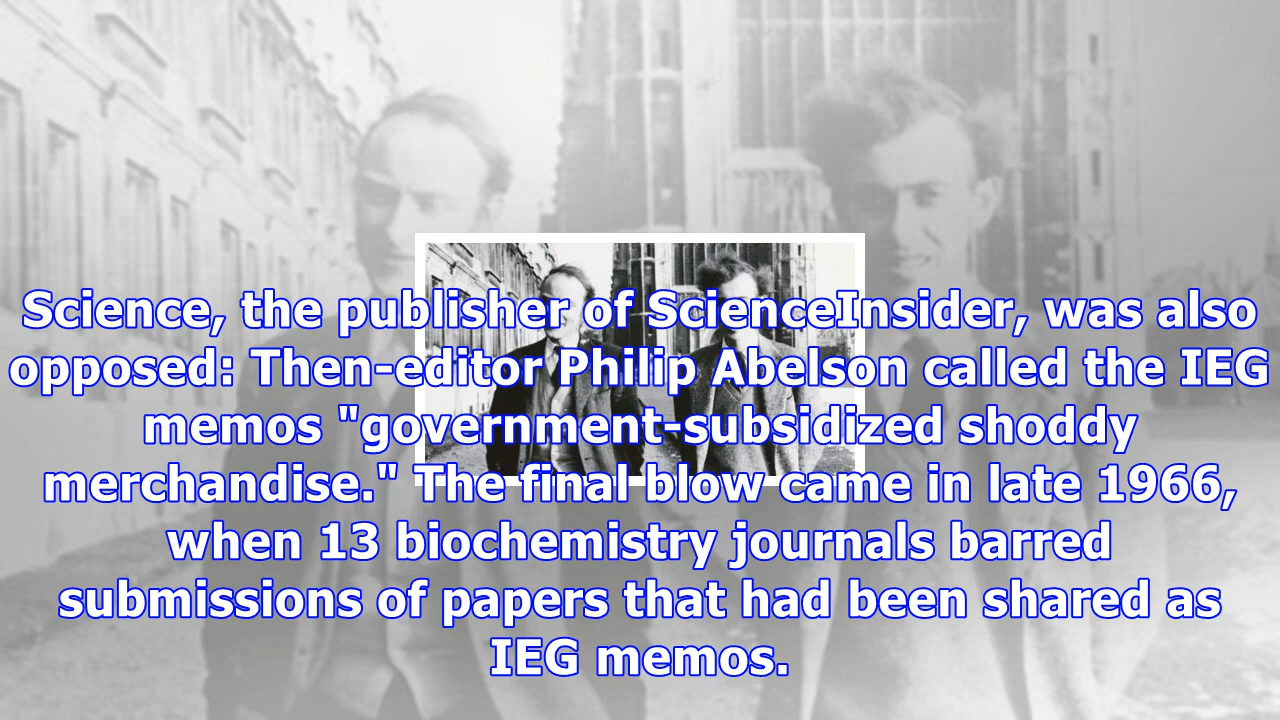 Science, the publisher of ScienceInsider, was also
opposed: Then-editor Philip Abelson called the IEG
memos "government-subsidized shoddy
merchandise." The final blow came in late 1966,
when 13 biochemistry journals barred
submissions of papers that had been shared as
IEG memos.